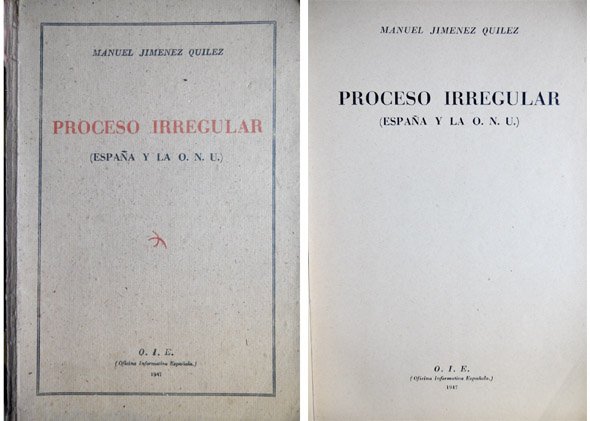 MANUEL JIMENEZ QUILEZ
PROCESO IRREGULAR
(ESPAÑA Y LA O. N. U.)
O. I. E.
(Oficina Informativa Española.)
1947
MANUEL JIMENEZ QUILEZ
PROCESO IRREGULAR
(ESPAÑA Y LA O. N. U.)
O. I. E.
(Oficina Informativa Española.)
1947